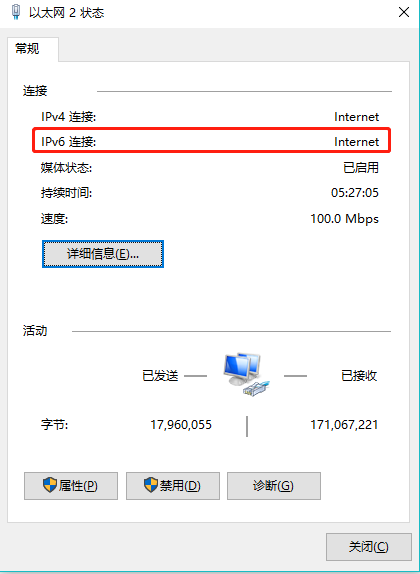 以太网 2 状态
常规
连接
IPv4 连接: Internet
IPv6 连接: Internet
媒体状态: 已启用
持续时间: 05:27:05
速度: 100.0 Mbps
详细信息(E)...
活动
已发送 已接收
字节: 17,960,055 171,067,221
属性(P) 禁用(D) 诊断(G)
关闭(C)